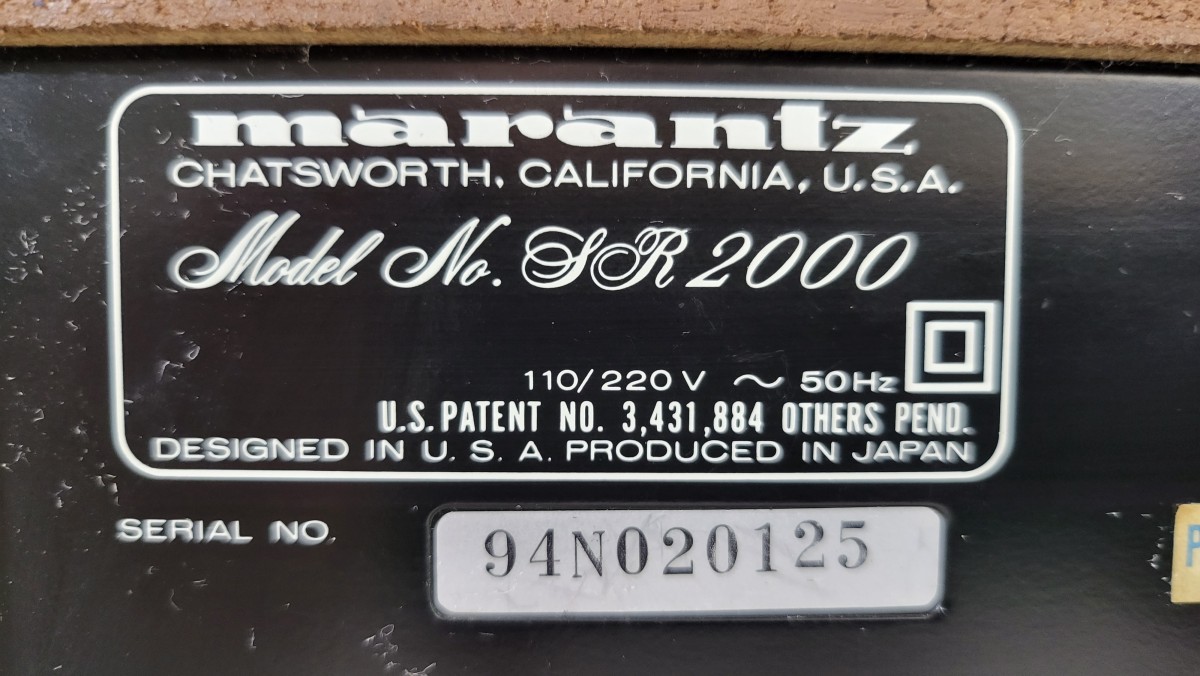 marantz
CHATSWORTH, CALIFORNIA, U.S.A.
Model No. SR 2000
110/220 V ~ 50Hz
U.S. PATENT NO. 3,431,884 OTHERS PEND.
DESIGNED IN U. S. A. PRODUCED IN JAPAN
SERIAL NO. 94N020125